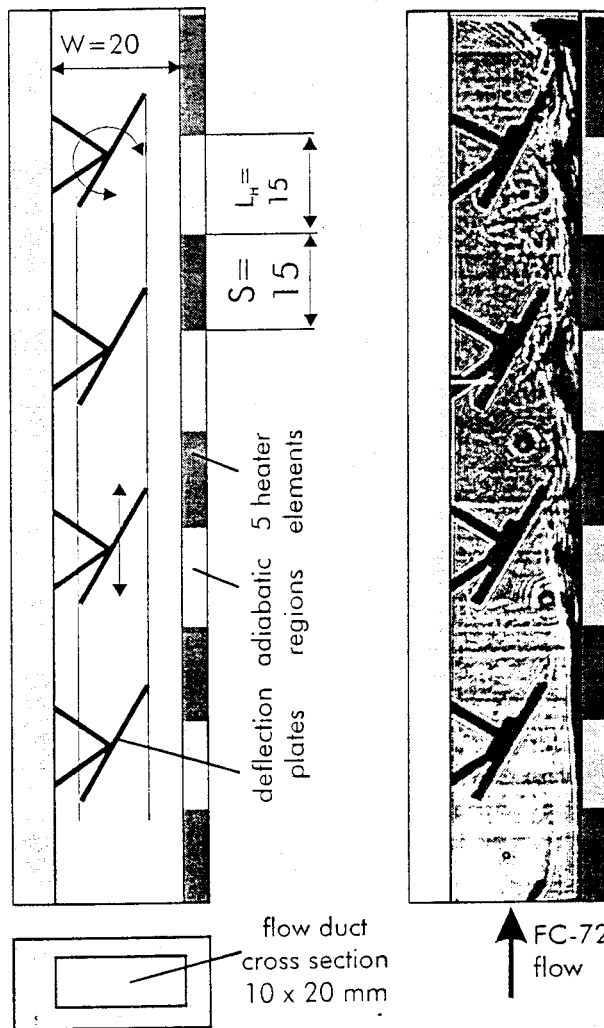 W=20
L_H=
15
S=
15
5 heater
elements
adiabatic
regions
deflection
plates
flow duct
cross section
10 x 20 mm
FC-72
flow